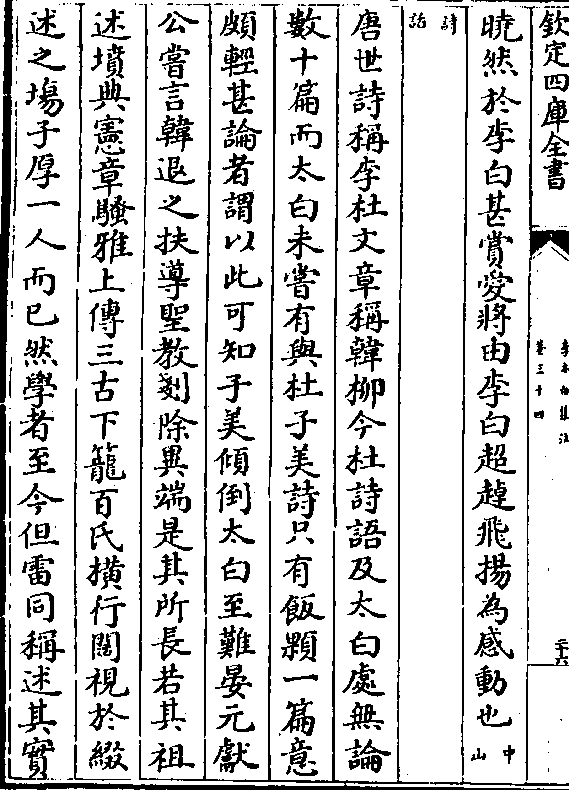 欽定四庫全書
李太白集注
卷三十四
二十六
曉然於李白甚賞愛將由李白超踔飛揚為感動也中山
詩話
唐世詩稱李杜文章稱韓柳今杜詩語及太白處無論
數十篇而太白未嘗有與杜子美詩只有飯顆一篇意
頗輕甚論者謂以此可知子美傾倒太白至難晏元獻
公嘗言韓退之扶導聖教剗除異端是其所長若其祖
述墳典憲章騷雅上傳三古下籠百氏橫行闊視於綴
述之塲子厚一人而已然學者至今但雷同稱述其實